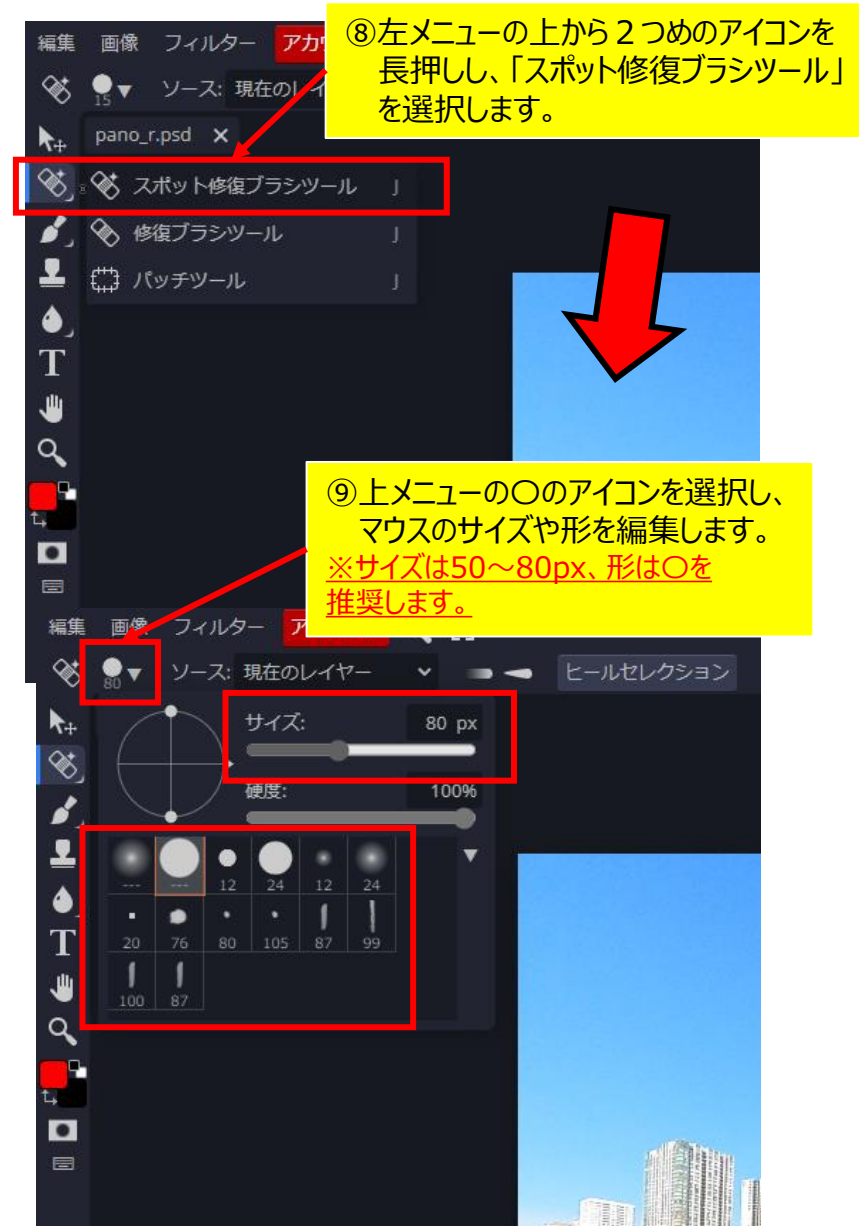 ⑧左メニューの上から２つめのアイコンを
長押しし、「スポット修復ブラシツール」
を選択します。
編集 画像 フィルター アカウ
15 ▼ ソース: 現在のレイ
pano_r.psd ×
スポット修復ブラシツール J
修復ブラシツール J
パッチツール J
T
⑨上メニューの〇のアイコンを選択し、
マウスのサイズや形を編集します。
※サイズは50～80px、形は〇を
推奨します。
編集 画像 フィルター ア
80 ▼ ソース: 現在のレイヤー ヒールセレクション
サイズ: 80 px
硬度: 100%
--- --- 12 24 12 24
20 76 80 105 87 99
100 87
T